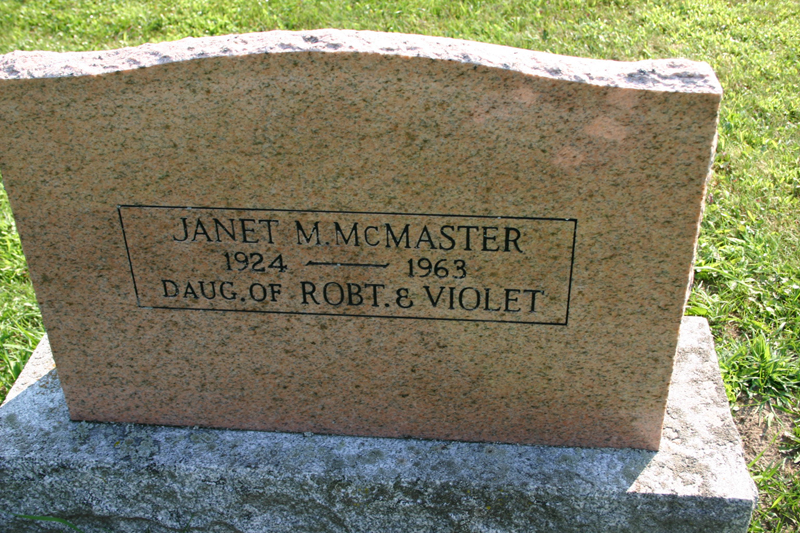 JANET M. McMASTER
1924 — 1963
DAUG. OF ROBT. & VIOLET